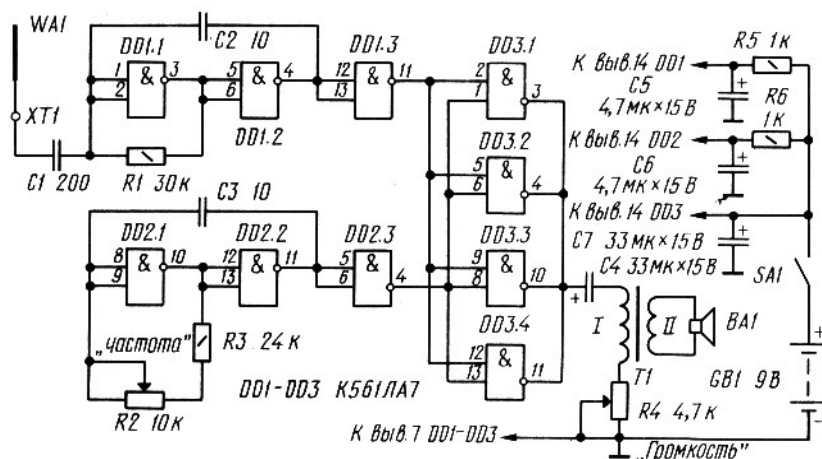 WA1
XT1
C1 200
R1 30к
C2 10
DD1.1
&
1
2
3
DD1.2
&
5
6
4
DD1.3
&
12
13
11
C3 10
DD2.1
&
8
9
10
DD2.2
&
12
13
11
DD2.3
&
5
6
4
„частота"
R3 24к
R2 10к
DD1-DD3 К561ЛА7
DD3.1
&
2
1
3
DD3.2
&
5
6
4
DD3.3
&
9
8
10
DD3.4
&
12
13
11
R5 1к
К выв.14 DD1
+
C5
4,7мк×15В
R6
1к
К выв.14 DD2
+
C6
4,7мк×15В
К выв.14 DD3
+
C7 33мк×15В
C4 33мк×15В
+
SA1
I
II
BA1
T1
GB1 9В
+
-
R4 4,7к
К выв.7 DD1-DD3
„Громкость"